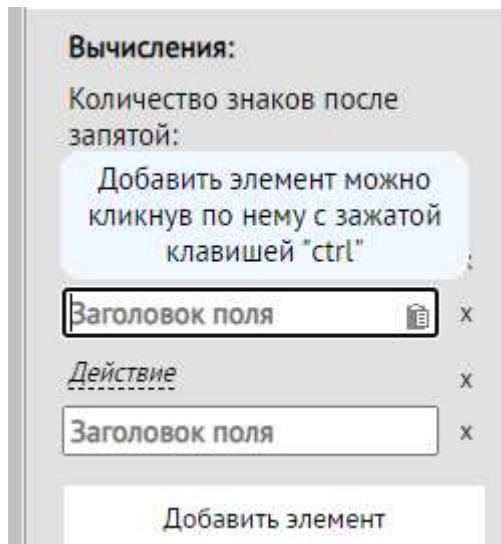 Вычисления:
Количество знаков после
запятой:
Добавить элемент можно
кликнув по нему с зажатой
клавишей "ctrl"
Заголовок поля x
Действие x
Заголовок поля x
Добавить элемент